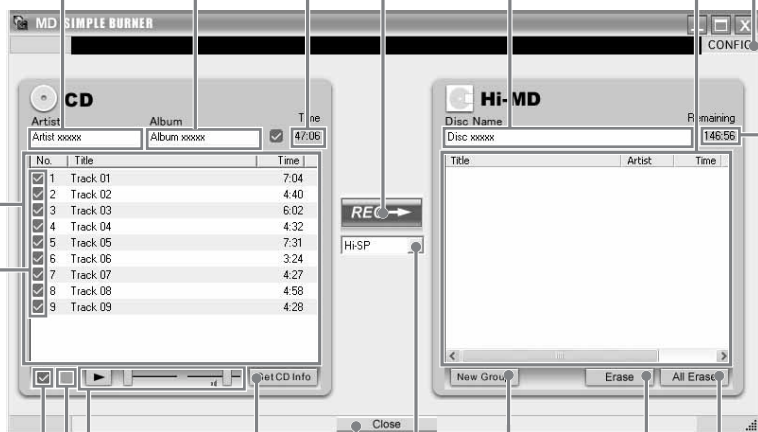 MD SIMPLE BURNER
CONFIG
CD
Artist Album Time
Artist xxxxx Album xxxxx 47:06
No. Title Time
1 Track 01 7:04
2 Track 02 4:40
3 Track 03 6:02
4 Track 04 4:32
5 Track 05 7:31
6 Track 06 3:24
7 Track 07 4:27
8 Track 08 4:58
9 Track 09 4:28
Get CD Info
REC
Hi-SP
Hi-MD
Disc Name Remaining
Disc xxxxx 146:56
Title Artist Time
New Group Erase All Erase
Close